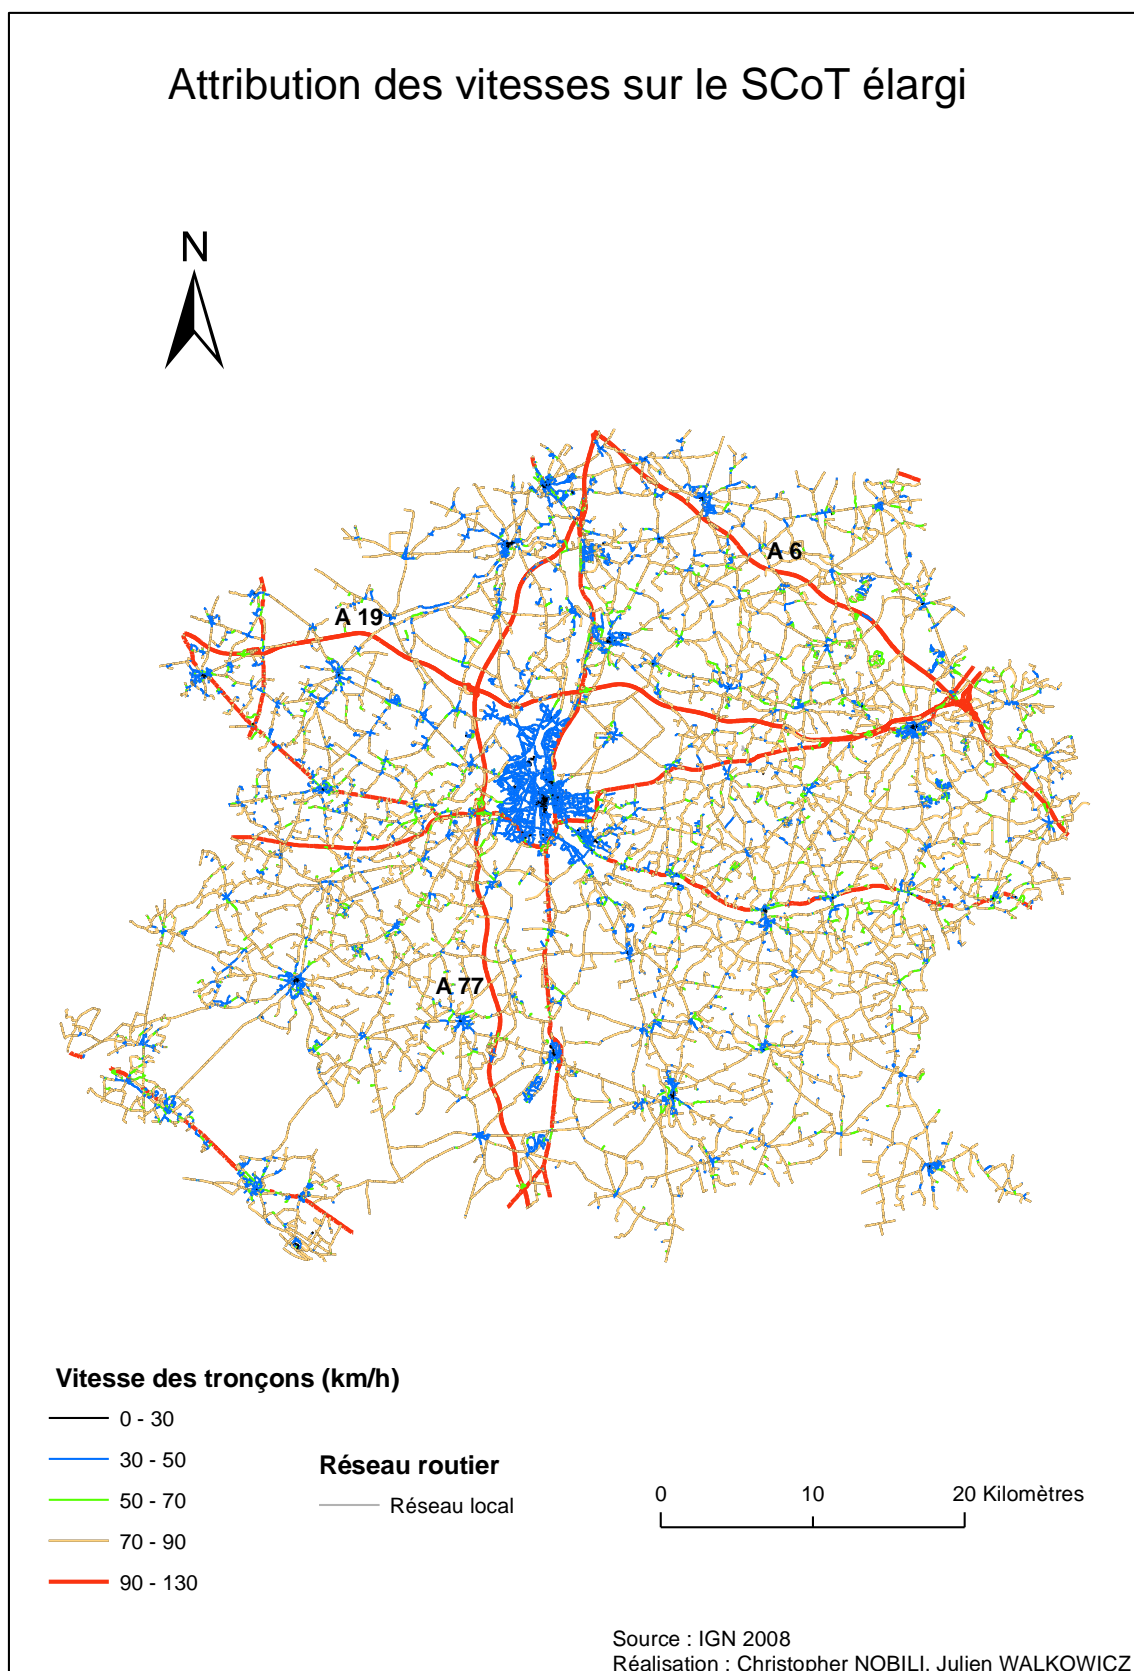 Attribution des vitesses sur le SCoT élargi
N
A 6
A 19
A 77
Vitesse des tronçons (km/h)
0 - 30
30 - 50
50 - 70
70 - 90
90 - 130
Réseau routier
Réseau local
0 10 20 Kilomètres
Source : IGN 2008
Réalisation : Christopher NOBILI, Julien WALKOWICZ